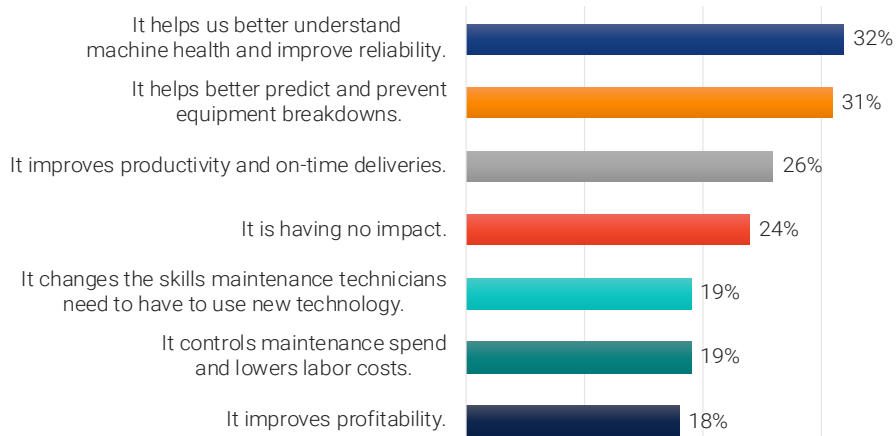 It helps us better understand
machine health and improve reliability.
32%
It helps better predict and prevent
equipment breakdowns.
31%
It improves productivity and on-time deliveries.
26%
It is having no impact.
24%
It changes the skills maintenance technicians
need to have to use new technology.
19%
It controls maintenance spend
and lowers labor costs.
19%
It improves profitability.
18%